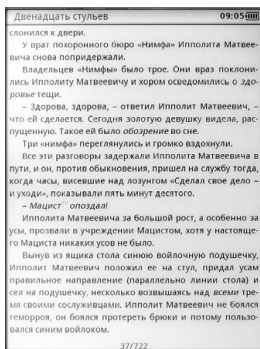 Двенадцать стульев 09:05
слонился к двери.
У врат похоронного бюро «Нимфа» Ипполита Матвее-
вича снова попридержали.
Владельцев «Нимфы» было трое. Они враз поклони-
лись Ипполиту Матвеевичу и хором осведомились о здо-
ровье тещи.
– Здорова, здорова, – ответил Ипполит Матвеевич, –
что ей сделается. Сегодня золотую девушку видела, рас-
пущенную. Такое ей было обозрение во сне.
Три «нимфа» переглянулись и громко вздохнули.
Все эти разговоры задержали Ипполита Матвеевича в
пути, и он, против обыкновения, пришел на службу тогда,
когда часы, висевшие над лозунгом «Сделал свое дело –
и уходи», показывали пять минут десятого.
– Мацист опоздал!
Ипполита Матвеевича за большой рост, а особенно за
усы, прозвали в учреждении Мацистом, хотя у настояще-
го Мациста никаких усов не было.
Вынув из ящика стола синюю войлочную подушечку,
Ипполит Матвеевич положил ее на стул, придал усам
правильное направление (параллельно линии стола) и
сел на подушечку, несколько возвышаясь над всеми тре-
мя своими сослуживцами. Ипполит Матвеевич не боялся
геморроя, он боялся протереть брюки и потому пользо-
вался синим войлоком.
37/722